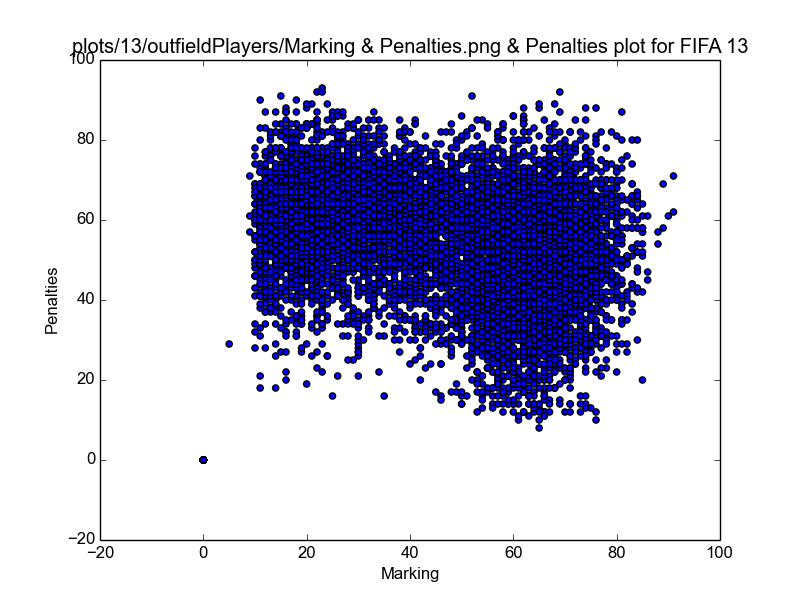 plots/13/outfieldPlayers/Marking & Penalties.png & Penalties plot for FIFA 13
100
80
60
40
20
0
−20
Penalties
−20 0 20 40 60 80 100
Marking